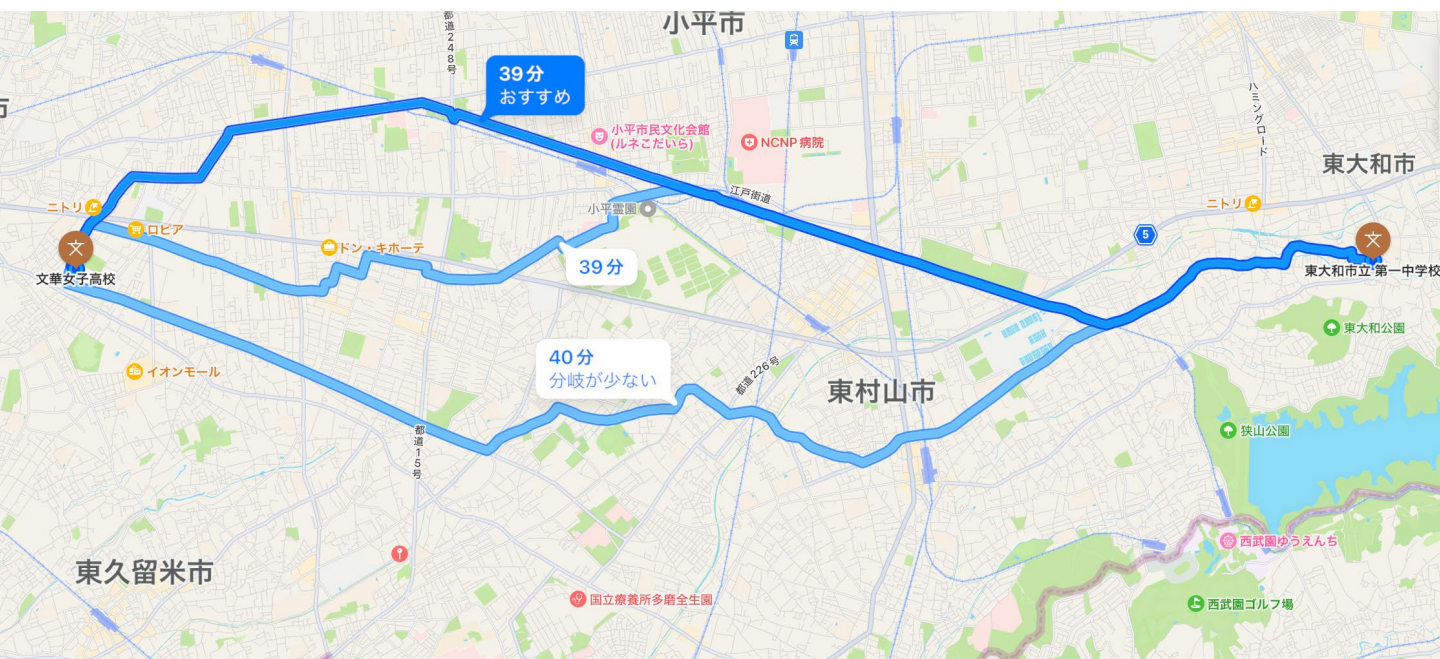 小平市
都道248号
39分
おすすめ
市
ハミングロード
小平市民文化会館
(ルネこだいら)
NCNP病院
東大和市
江戸街道
ニトリ
ニトリ
小平霊園
ロピア
5
ドン・キホーテ
文華女子高校
39分
東大和市立 第一中学校
東大和公園
40分
分岐が少ない
イオンモール
都道226号
東村山市
都道15号
狭山公園
西武園ゆうえんち
東久留米市
国立療養所多磨全生園
西武園ゴルフ場